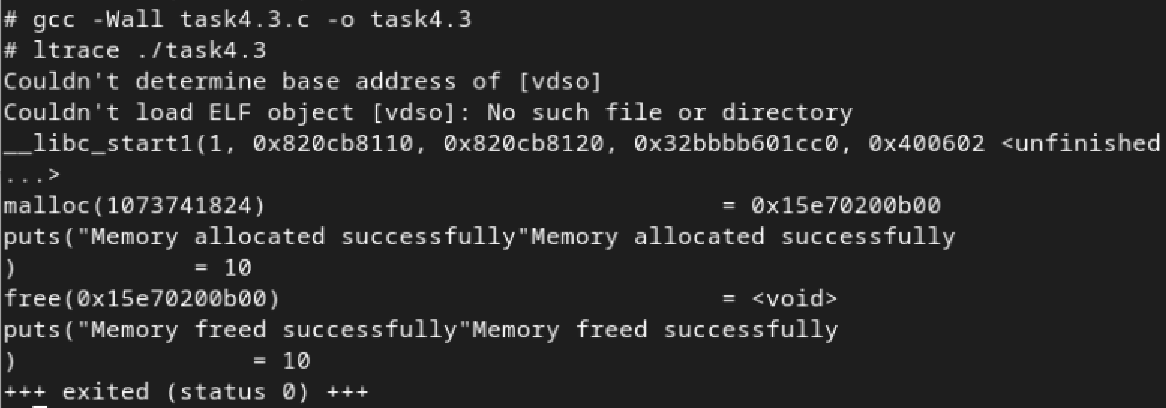 # gcc -Wall task4.3.c -o task4.3
# ltrace ./task4.3
Couldn't determine base address of [vdso]
Couldn't load ELF object [vdso]: No such file or directory
__libc_start1(1, 0x820cb8110, 0x820cb8120, 0x32bbbb601cc0, 0x400602 <unfinished
...>
malloc(1073741824)                               = 0x15e70200b00
puts("Memory allocated successfully"Memory allocated successfully
)            = 10
free(0x15e70200b00)                              = <void>
puts("Memory freed successfully"Memory freed successfully
)                = 10
+++ exited (status 0) +++